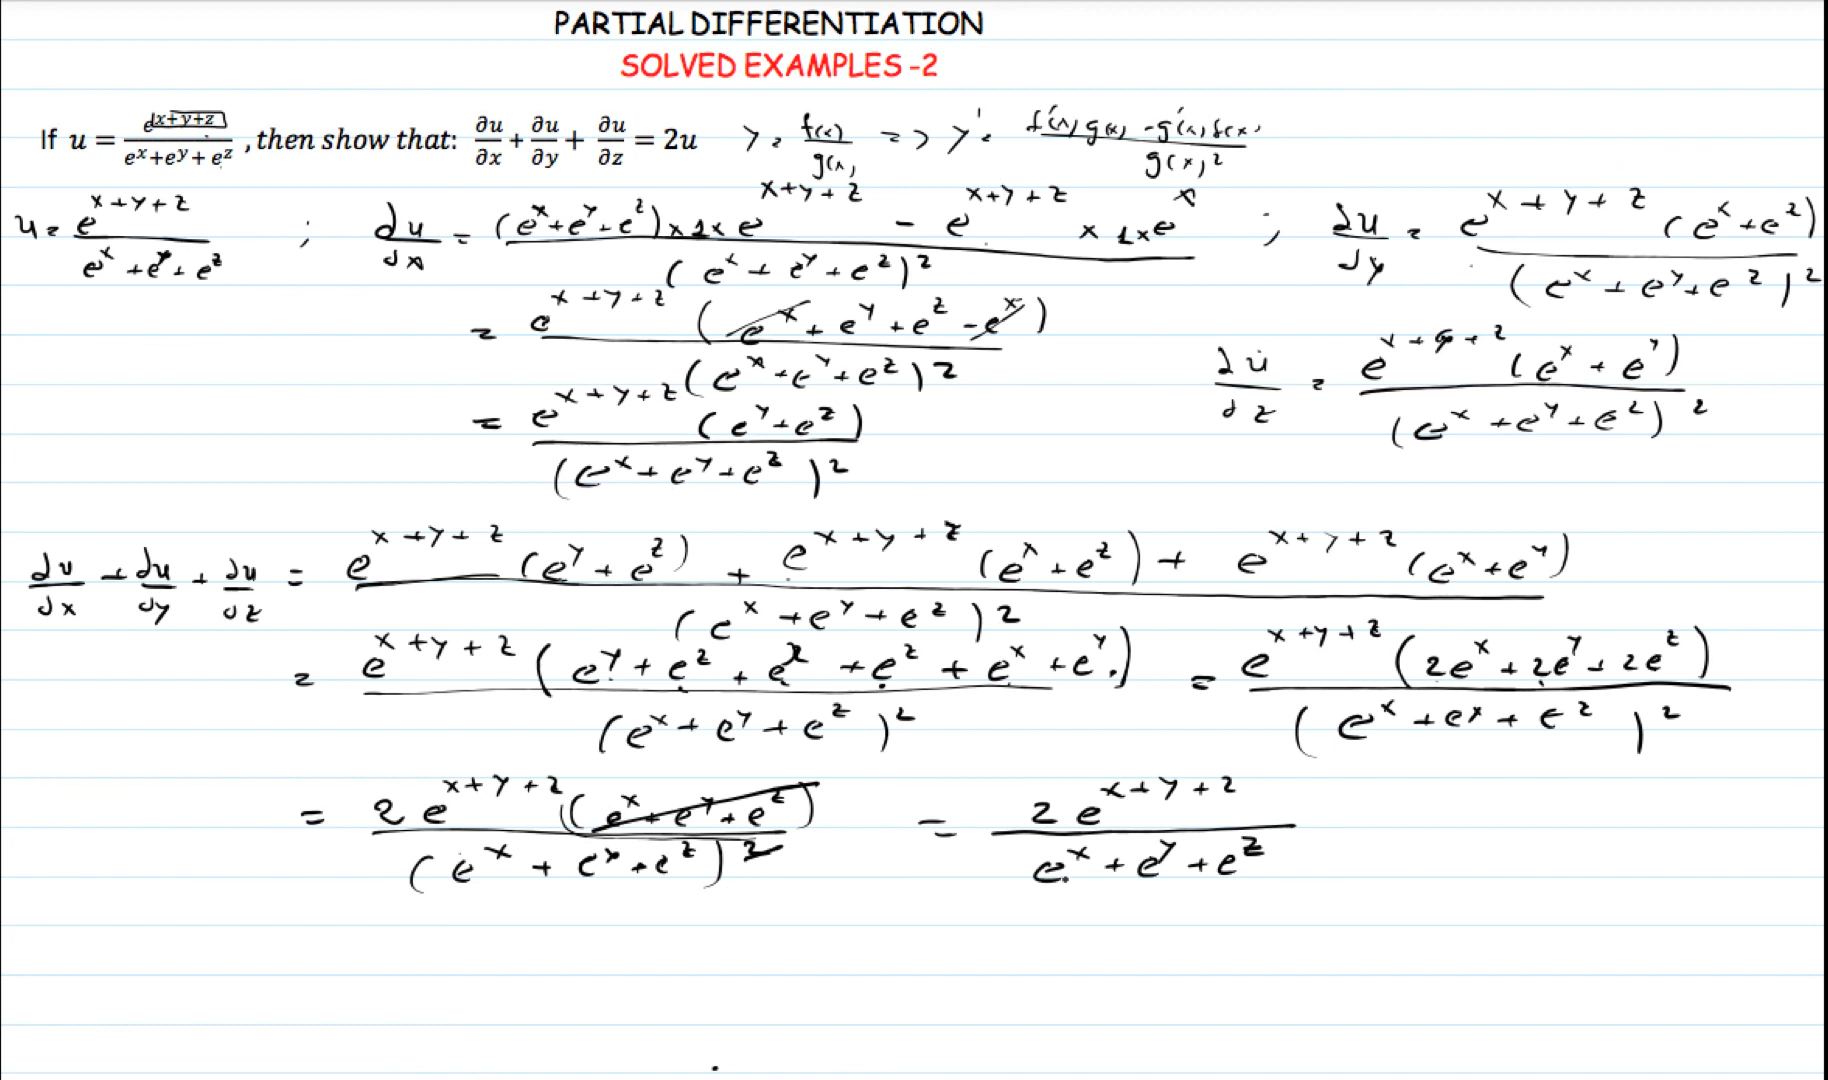 PARTIAL DIFFERENTIATION
SOLVED EXAMPLES -2
If u = e^(x+y+z) / (e^x+e^y+e^z) , then show that: ∂u/∂x + ∂u/∂y + ∂u/∂z = 2u    y = f(x)/g(x) => y' = (f'(x) g(x) - g'(x) f(x)) / g(x)^2
u = e^(x+y+z) / (e^x+e^y+e^z) ; ∂u/∂x = ((e^x+e^y+e^z) × 1 × e^(x+y+z) - e^(x+y+z) × 1 × e^x) / (e^x+e^y+e^z)^2 ; ∂u/∂y = e^(x+y+z) (e^x+e^z) / (e^x+e^y+e^z)^2
= e^(x+y+z) (e^x+e^y+e^z-e^x) / (e^x+e^y+e^z)^2    ∂u/∂z = e^(x+y+z) (e^x+e^y) / (e^x+e^y+e^z)^2
= e^(x+y+z) (e^y+e^z) / (e^x+e^y+e^z)^2
∂u/∂x + ∂u/∂y + ∂u/∂z = (e^(x+y+z) (e^y+e^z) + e^(x+y+z) (e^x+e^z) + e^(x+y+z) (e^x+e^y)) / (e^x+e^y+e^z)^2
= e^(x+y+z) (e^y+e^z+e^x+e^z+e^x+e^y) / (e^x+e^y+e^z)^2 = e^(x+y+z) (2e^x+2e^y+2e^z) / (e^x+e^y+e^z)^2
= 2e^(x+y+z) (e^x+e^y+e^z) / (e^x+e^y+e^z)^2 = 2e^(x+y+z) / (e^x+e^y+e^z)